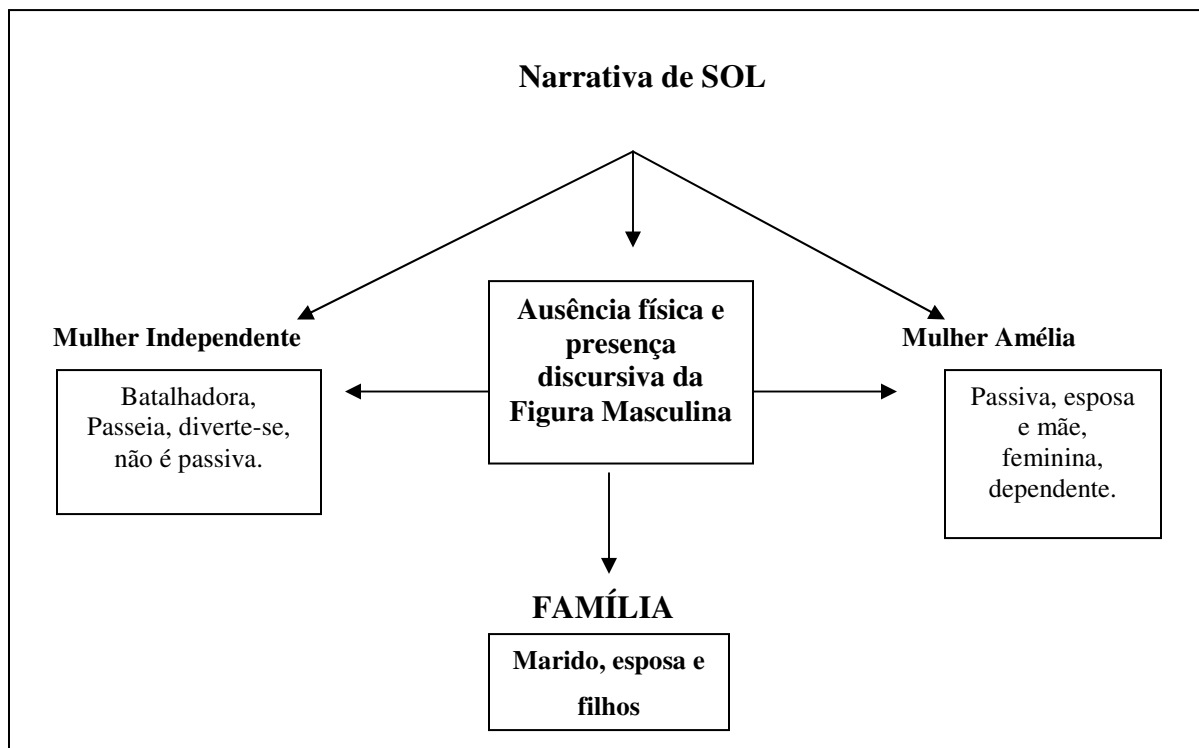 Narrativa de SOL
Mulher Independente
Batalhadora,
Passeia, diverte-se,
não é passiva.
Ausência física e
presença
discursiva da
Figura Masculina
Mulher Amélia
Passiva, esposa
e mãe,
feminina,
dependente.
FAMÍLIA
Marido, esposa e
filhos